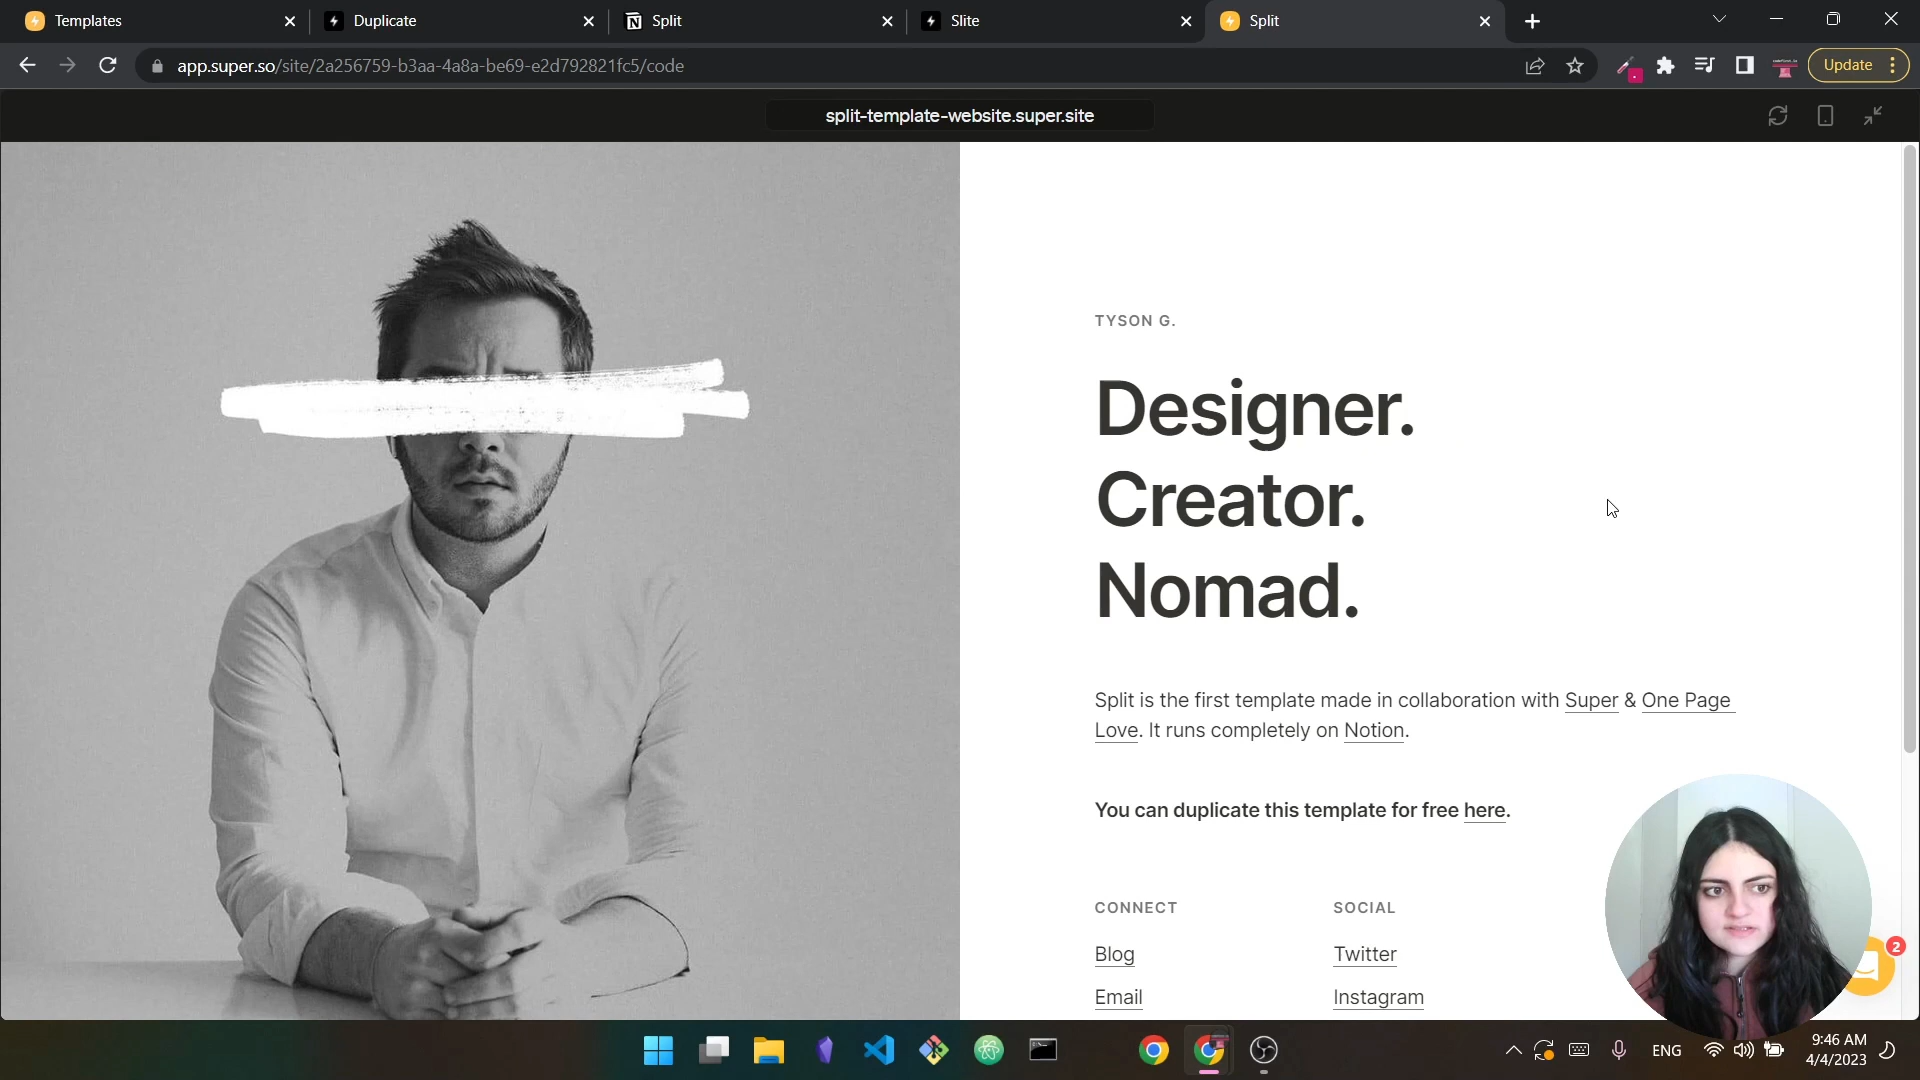 Templates
Duplicate
Split
Slite
Split
app.super.so/site/2a256759-b3aa-4a8a-be69-e2d792821fc5/code
Update
split-template-website.super.site
TYSON G.
Designer.
Creator.
Nomad.
Split is the first template made in collaboration with Super & One Page
Love. It runs completely on Notion.
You can duplicate this template for free here.
CONNECT
SOCIAL
Blog
Twitter
Email
Instagram
2
ENG
9:46 AM
4/4/2023